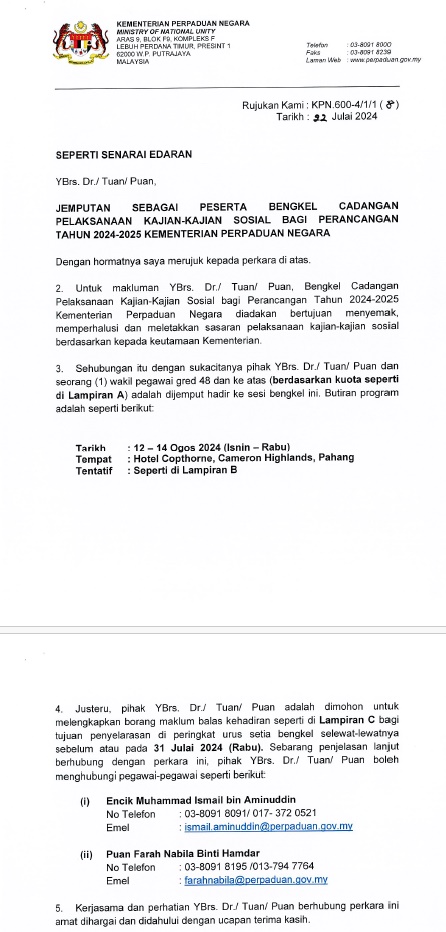 KEMENTERIAN PERPADUAN NEGARA
MINISTRY OF NATIONAL UNITY
ARAS 9, BLOK F9, KOMPLEKS F
LEBUH PERDANA TIMUR, PRESINT 1
62000 W.P. PUTRAJAYA
MALAYSIA
Telefon : 03-8091 8000
Faks : 03-8091 8239
Laman Web : www.perpaduan.gov.my
Rujukan Kami : KPN.600-4/1/1 ( 8 )
Tarikh : 22 Julai 2024
SEPERTI SENARAI EDARAN
YBrs. Dr./ Tuan/ Puan,
JEMPUTAN SEBAGAI PESERTA BENGKEL CADANGAN
PELAKSANAAN KAJIAN-KAJIAN SOSIAL BAGI PERANCANGAN
TAHUN 2024-2025 KEMENTERIAN PERPADUAN NEGARA
Dengan hormatnya saya merujuk kepada perkara di atas.
2. Untuk makluman YBrs. Dr./ Tuan/ Puan, Bengkel Cadangan
Pelaksanaan Kajian-Kajian Sosial bagi Perancangan Tahun 2024-2025
Kementerian Perpaduan Negara diadakan bertujuan menyemak,
memperhalusi dan meletakkan sasaran pelaksanaan kajian-kajian sosial
berdasarkan kepada keutamaan Kementerian.
3. Sehubungan itu dengan sukacitanya pihak YBrs. Dr./ Tuan/ Puan dan
seorang (1) wakil pegawai gred 48 dan ke atas (berdasarkan kuota seperti
di Lampiran A) adalah dijemput hadir ke sesi bengkel ini. Butiran program
adalah seperti berikut:
Tarikh : 12 – 14 Ogos 2024 (Isnin – Rabu)
Tempat : Hotel Copthorne, Cameron Highlands, Pahang
Tentatif : Seperti di Lampiran B
4. Justeru, pihak YBrs. Dr./ Tuan/ Puan adalah dimohon untuk
melengkapkan borang maklum balas kehadiran seperti di Lampiran C bagi
tujuan penyelarasan di peringkat urus setia bengkel selewat-lewatnya
sebelum atau pada 31 Julai 2024 (Rabu). Sebarang penjelasan lanjut
berhubung dengan perkara ini, pihak YBrs. Dr./ Tuan/ Puan boleh
menghubungi pegawai-pegawai seperti berikut:
(i) Encik Muhammad Ismail bin Aminuddin
No Telefon : 03-8091 8091/ 017- 372 0521
Emel : ismail.aminuddin@perpaduan.gov.my
(ii) Puan Farah Nabila Binti Hamdar
No Telefon : 03-8091 8195 /013-794 7764
Emel : farahnabila@perpaduan.gov.my
5. Kerjasama dan perhatian YBrs. Dr./ Tuan/ Puan berhubung perkara ini
amat dihargai dan didahului dengan ucapan terima kasih.